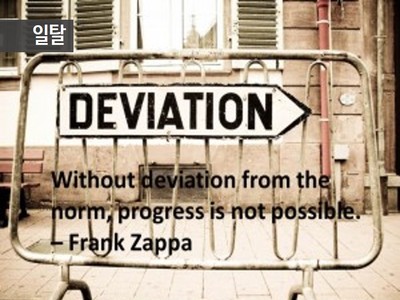 일탈
DEVIATION
Without deviation from the
norm, progress is not possible.
– Frank Zappa